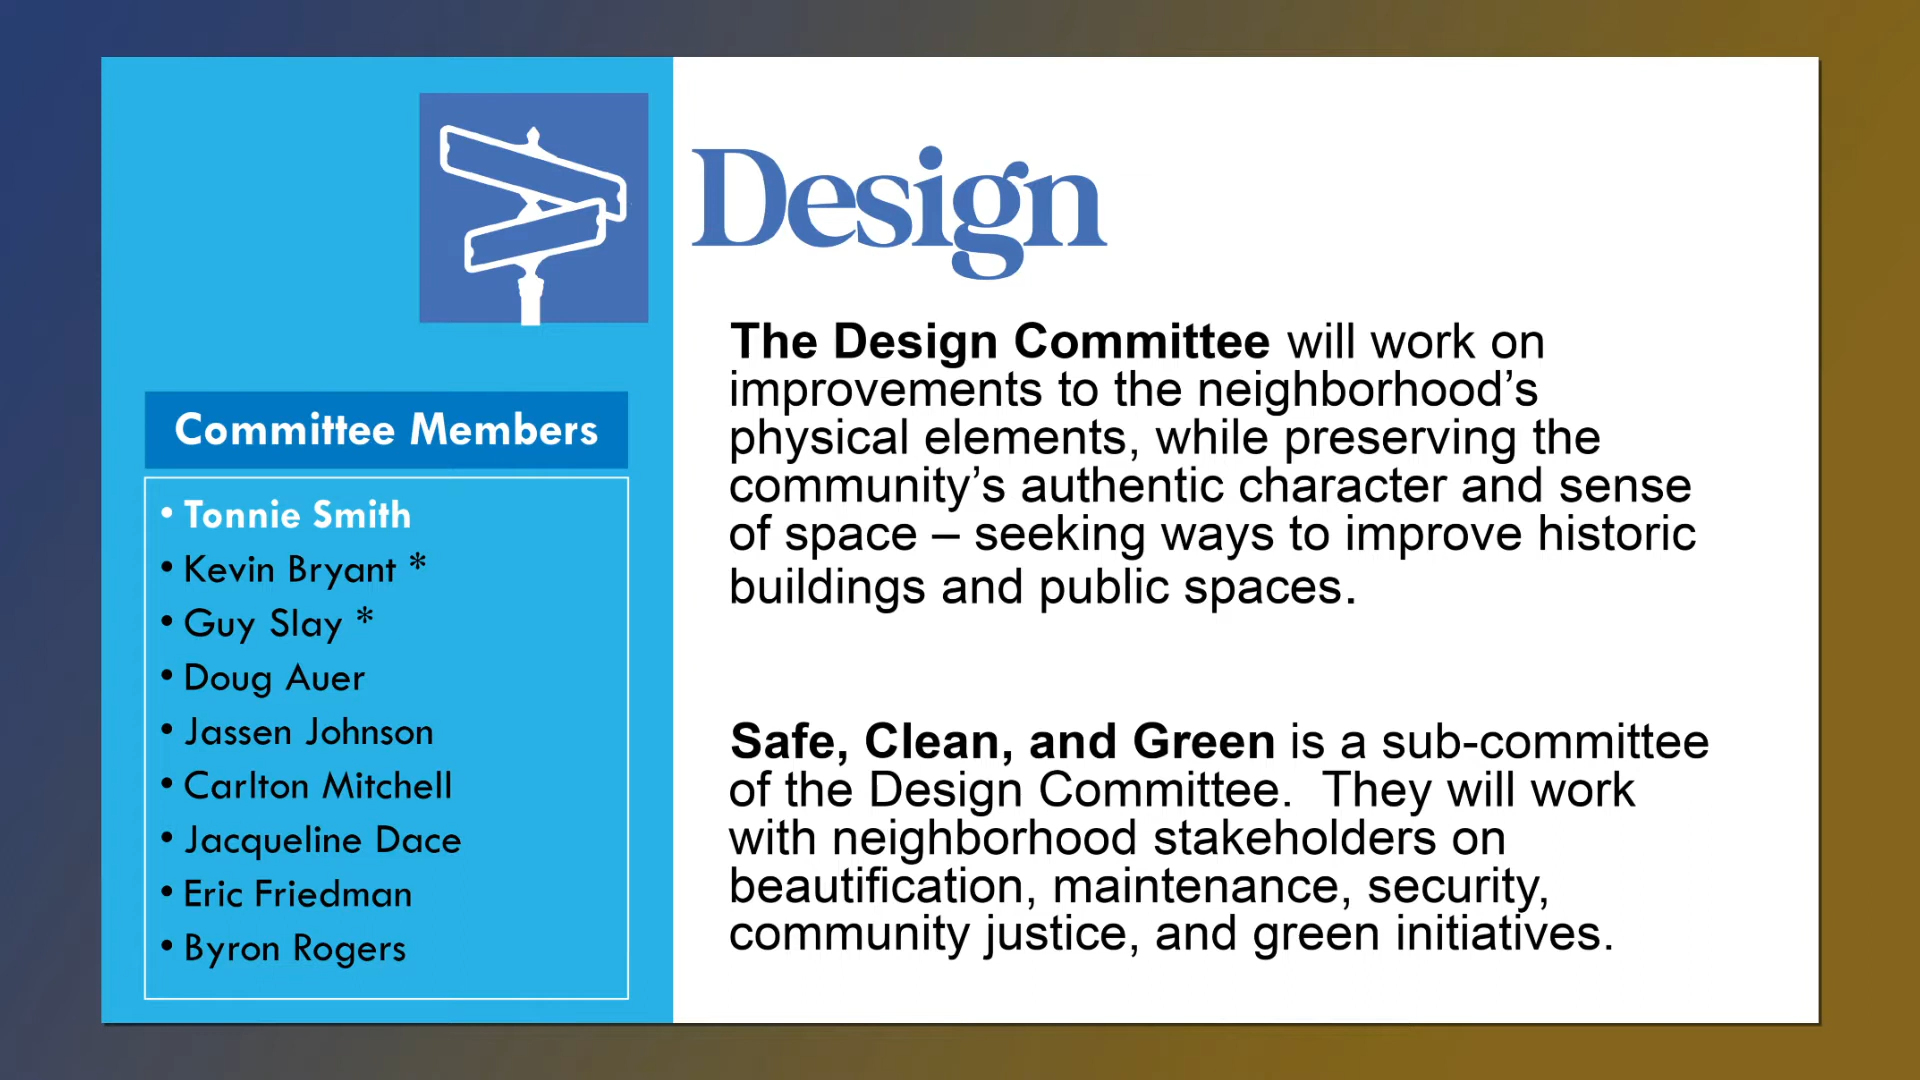 Design
Committee Members
• Tonnie Smith
• Kevin Bryant *
• Guy Slay *
• Doug Auer
• Jassen Johnson
• Carlton Mitchell
• Jacqueline Dace
• Eric Friedman
• Byron Rogers
The Design Committee will work on
improvements to the neighborhood’s
physical elements, while preserving the
community’s authentic character and sense
of space – seeking ways to improve historic
buildings and public spaces.
Safe, Clean, and Green is a sub-committee
of the Design Committee.  They will work
with neighborhood stakeholders on
beautification, maintenance, security,
community justice, and green initiatives.